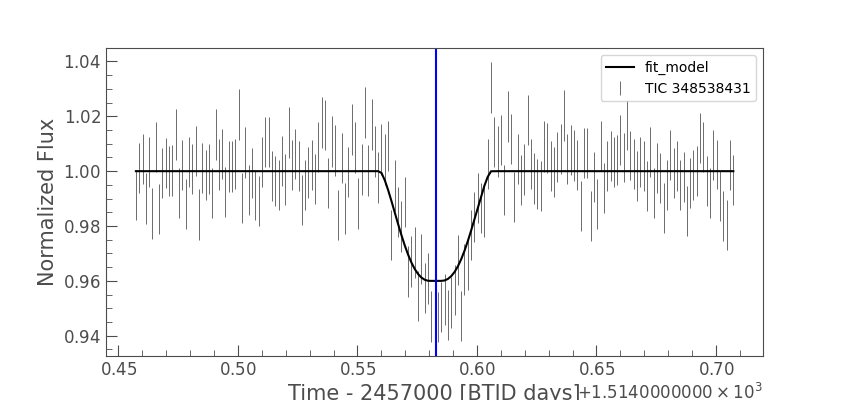 1.04
1.02
1.00
0.98
0.96
0.94
Normalized Flux
fit_model
TIC 348538431
0.45 0.50 0.55 0.60 0.65 0.70
Time - 2457000 [BTJD days]
+1.5140000000 × 10³